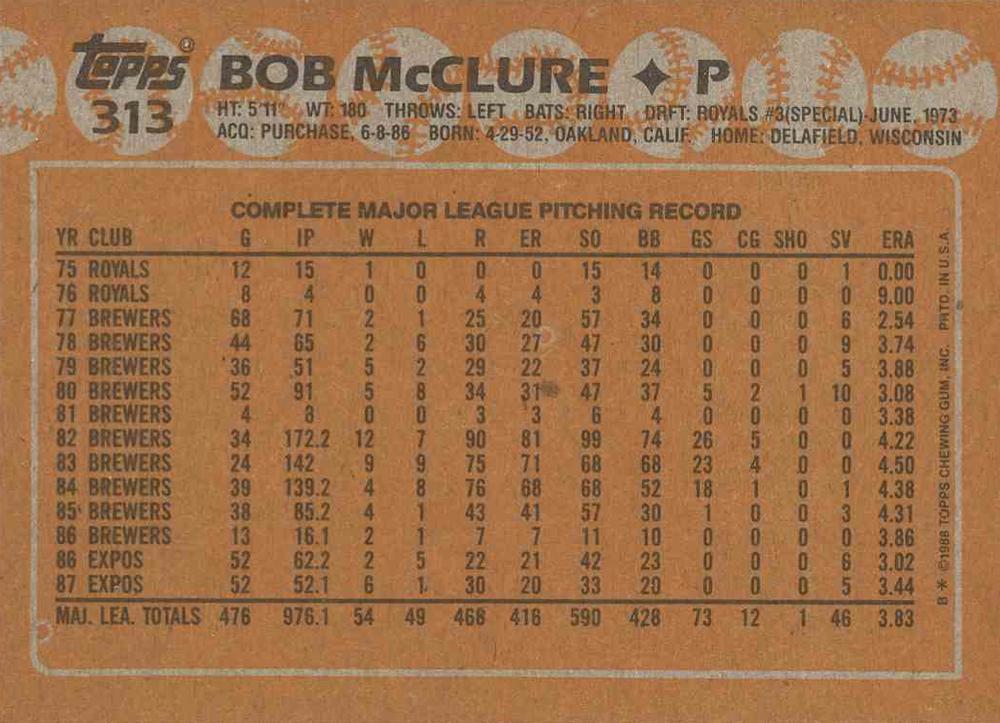 Topps® BOB McCLURE ✦ P
313 HT: 5'11" WT: 180 THROWS: LEFT BATS: RIGHT DRFT: ROYALS #3(SPECIAL)-JUNE, 1973
ACQ: PURCHASE, 6-8-86 BORN: 4-29-52, OAKLAND, CALIF. HOME: DELAFIELD, WISCONSIN
COMPLETE MAJOR LEAGUE PITCHING RECORD
YR CLUB G IP W L R ER SO BB GS CG SHO SV ERA
75 ROYALS 12 15 1 0 0 0 15 14 0 0 0 1 0.00
76 ROYALS 8 4 0 0 4 4 3 8 0 0 0 0 9.00
77 BREWERS 68 71 2 1 25 20 57 34 0 0 0 6 2.54
78 BREWERS 44 65 2 6 30 27 47 30 0 0 0 9 3.74
79 BREWERS 36 51 5 2 29 22 37 24 0 0 0 5 3.88
80 BREWERS 52 91 5 8 34 31 47 37 5 2 1 10 3.08
81 BREWERS 4 8 0 0 3 3 6 4 0 0 0 0 3.38
82 BREWERS 34 172.2 12 7 90 81 99 74 26 5 0 0 4.22
83 BREWERS 24 142 9 9 75 71 68 68 23 4 0 0 4.50
84 BREWERS 39 139.2 4 8 76 68 68 52 18 1 0 1 4.38
85 BREWERS 38 85.2 4 1 43 41 57 30 1 0 0 3 4.31
86 BREWERS 13 16.1 2 1 7 7 11 10 0 0 0 0 3.86
86 EXPOS 52 62.2 2 5 22 21 42 23 0 0 0 6 3.02
87 EXPOS 52 52.1 6 1 30 20 33 20 0 0 0 5 3.44
MAJ. LEA. TOTALS 476 976.1 54 49 468 416 590 428 73 12 1 46 3.83
B * ©1988 TOPPS CHEWING GUM, INC. PRTD. IN U.S.A.